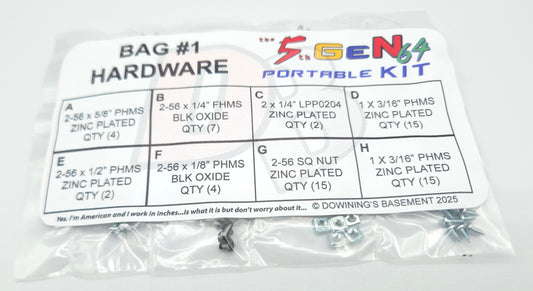 BAG #1
HARDWARE
the 5th GEN 64
PORTABLE KIT
A
2-56 x 5/8" PHMS
ZINC PLATED
QTY (4)
B
2-56 x 1/4" FHMS
BLK OXIDE
QTY (7)
C
2 x 1/4" LPP0204
ZINC PLATED
QTY (2)
D
1 X 3/16" PHMS
ZINC PLATED
QTY (15)
E
2-56 x 1/2" PHMS
ZINC PLATED
QTY (2)
F
2-56 x 1/8" PHMS
BLK OXIDE
QTY (4)
G
2-56 SQ NUT
ZINC PLATED
QTY (15)
H
1 X 3/16" PHMS
ZINC PLATED
QTY (15)
Yes. I'm American and I work in inches...is what it is but don't worry about it...
© DOWINING'S BASEMENT 2025